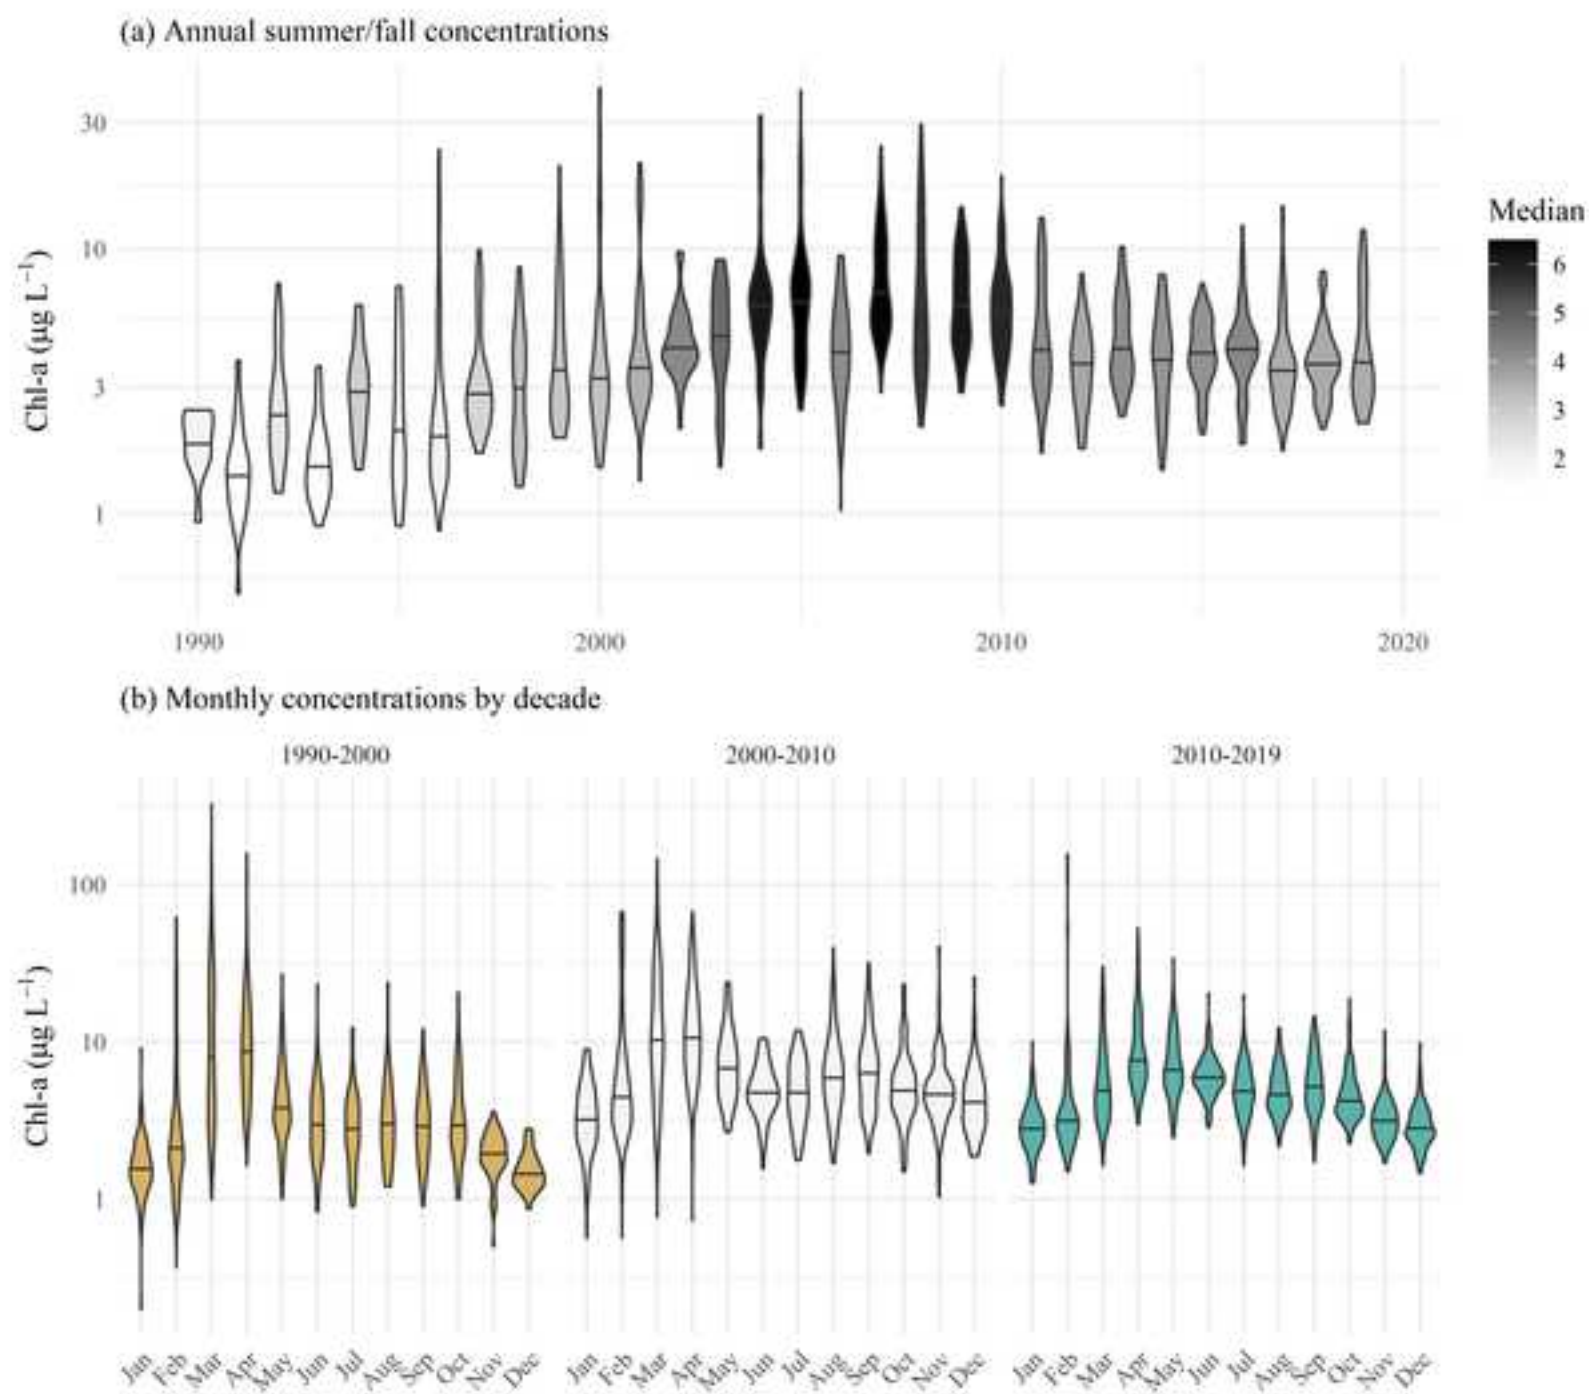 (a) Annual summer/fall concentrations
30
10
3
1
Chl-a (µg L⁻¹)
1990
2000
2010
2020
Median
6
5
4
3
2
(b) Monthly concentrations by decade
1990-2000
2000-2010
2010-2019
100
10
1
Chl-a (µg L⁻¹)
Jan Feb Mar Apr May Jun Jul Aug Sep Oct Nov Dec
Jan Feb Mar Apr May Jun Jul Aug Sep Oct Nov Dec
Jan Feb Mar Apr May Jun Jul Aug Sep Oct Nov Dec